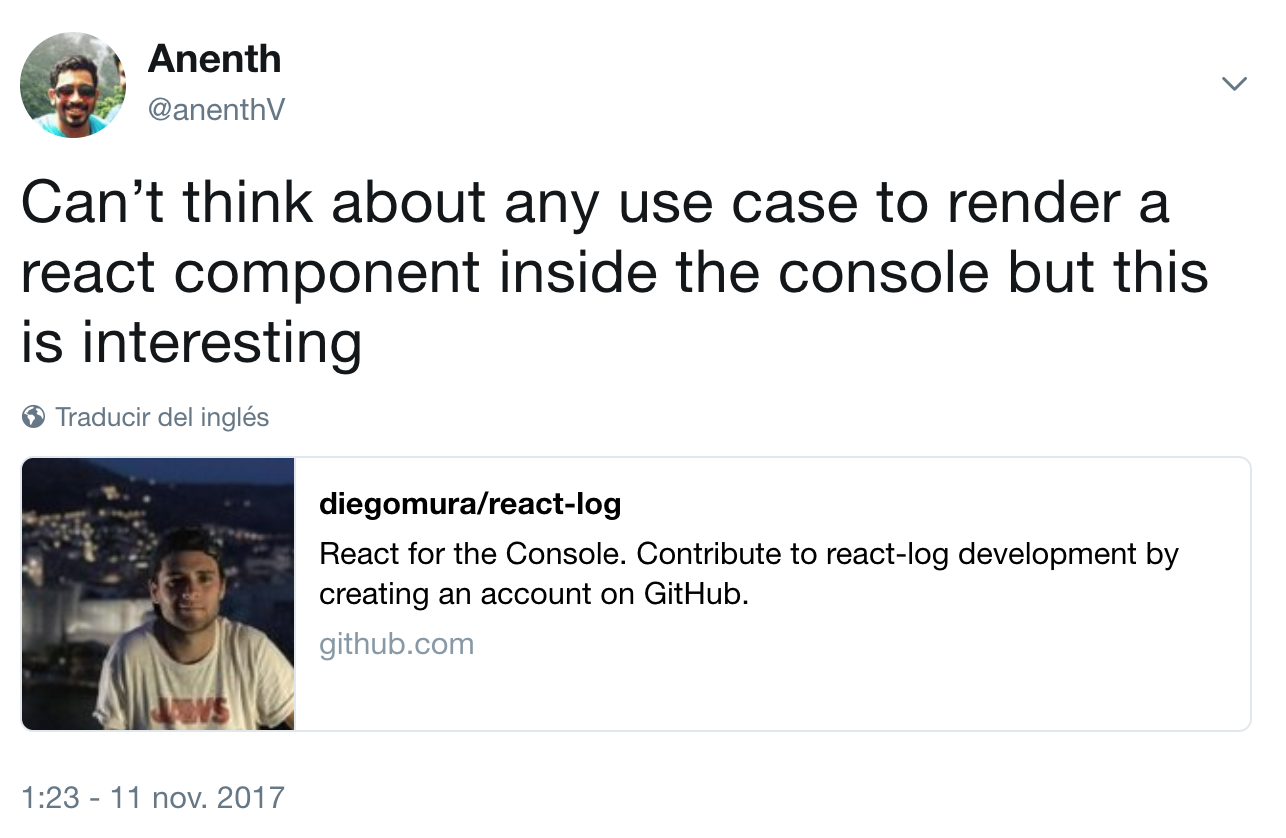 Anenth
@anenthV
Can’t think about any use case to render a
react component inside the console but this
is interesting
Traducir del inglés
diegomura/react-log
React for the Console. Contribute to react-log development by
creating an account on GitHub.
github.com
JAWS
1:23 - 11 nov. 2017